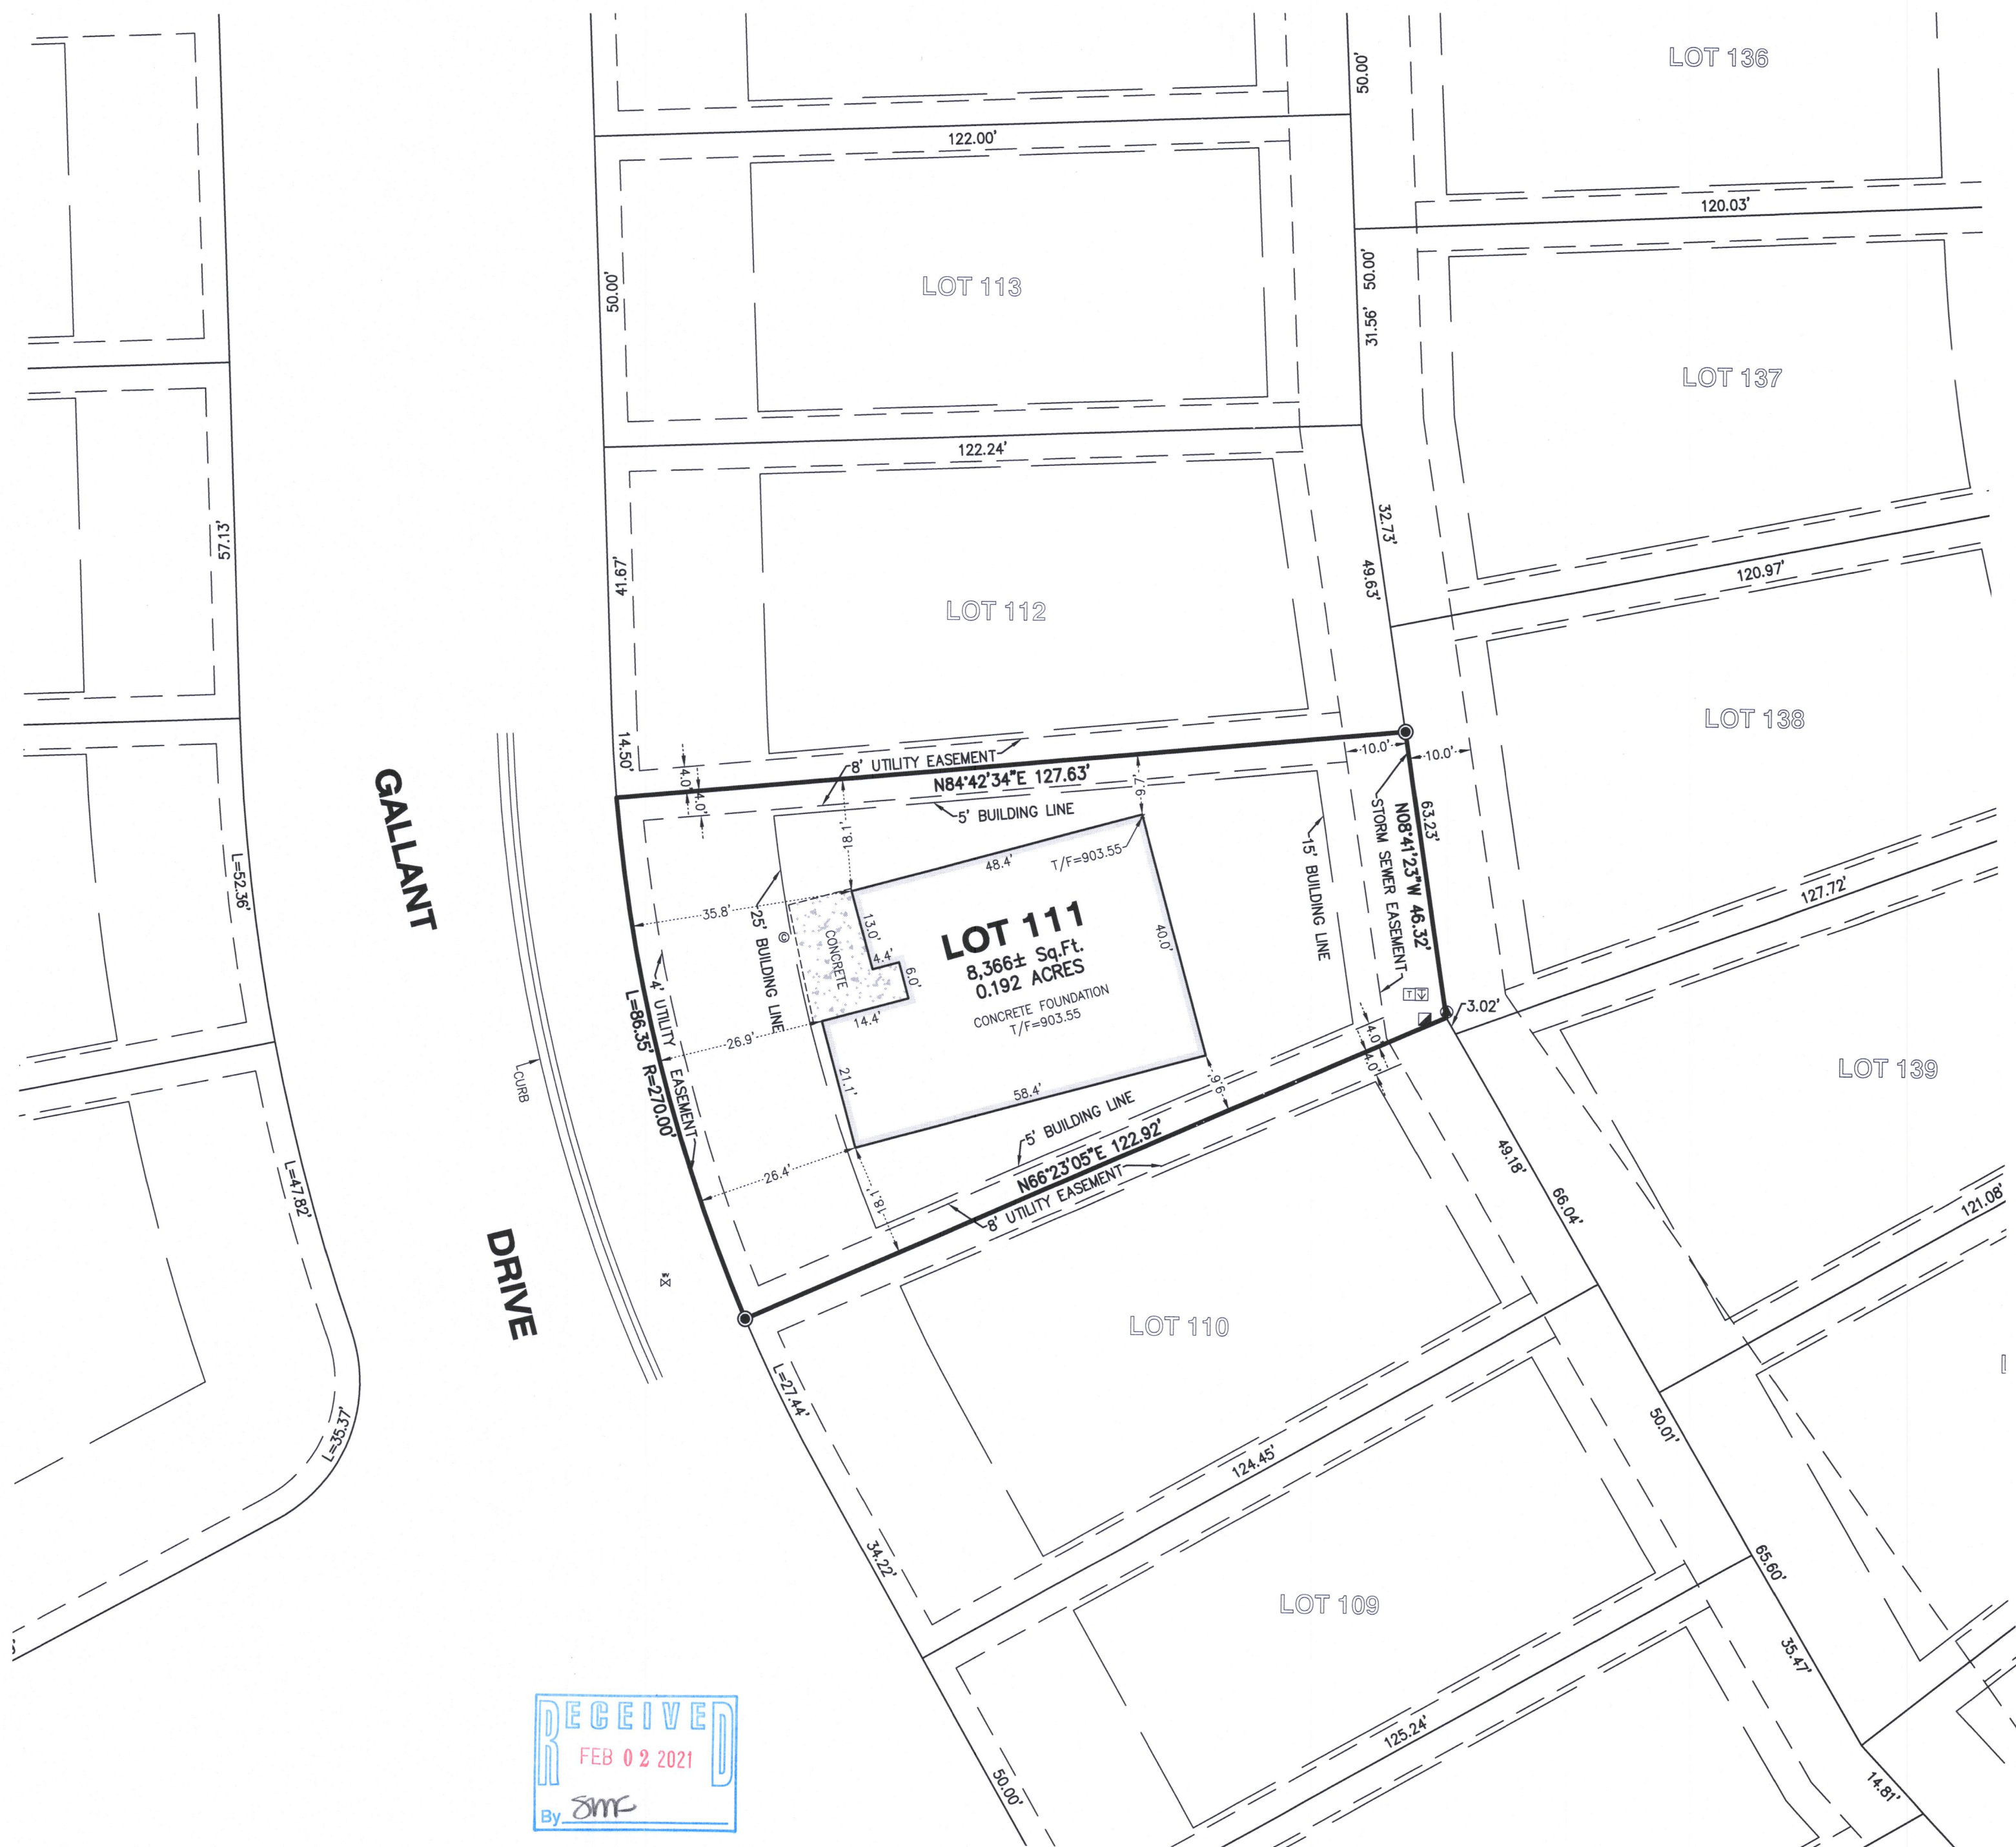 50.00'
LOT 136
122.00'
120.03'
50.00'
LOT 113
50.00'
31.56'
LOT 137
122.24'
57.13'
41.67'
32.73'
49.63'
120.97'
LOT 112
LOT 138
14.50'
GALLANT
DRIVE
4.0'
4.0'
8' UTILITY EASEMENT
N84°42'34"E 127.63'
5' BUILDING LINE
10.0'
10.0'
9.7'
18.1'
63.23'
N08°41'23"W 46.32'
STORM SEWER EASEMENT
15' BUILDING LINE
48.4'
T/F=903.55
L=52.36'
35.8'
25' BUILDING LINE
©
CONCRETE
13.0'
4.4'
6.0'
14.4'
LOT 111
8,366± Sq.Ft.
0.192 ACRES
CONCRETE FOUNDATION
T/F=903.55
40.0'
127.72'
4' UTILITY EASEMENT
L=86.35' R=270.00'
26.9'
21.1'
58.4'
T
3.02'
4.0'
4.0'
9.6'
CURB
LOT 139
5' BUILDING LINE
N66°23'05"E 122.92'
8' UTILITY EASEMENT
26.4'
18.1'
L=47.82'
49.18'
66.04'
121.08'
LOT 110
L=27.44'
L=35.37'
124.45'
50.01'
34.22'
65.60'
LOT 109
35.47'
125.24'
50.00'
14.81'
RECEIVED
FEB 02 2021
By smc